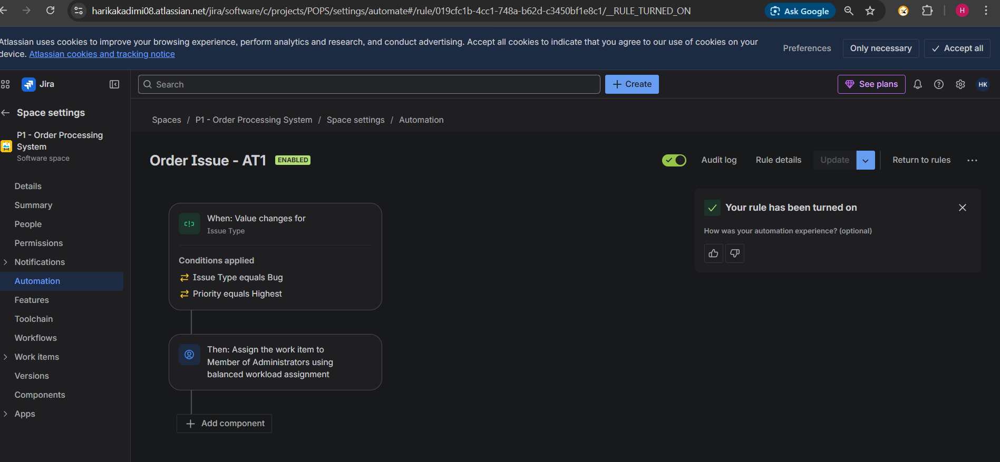 harikakadimi08.atlassian.net/jira/software/c/projects/POPS/settings/automate#/rule/019cfc1b-4cc1-748a-b62d-c3450bf1e8c1/__RULE_TURNED_ON
Ask Google
H
Atlassian uses cookies to improve your browsing experience, perform analytics and research, and conduct advertising. Accept all cookies to indicate that you agree to our use of cookies on your
device. Atlassian cookies and tracking notice
Preferences
Only necessary
Accept all
Jira
Search
Create
See plans
HK
Space settings
P1 - Order Processing
System
Software space
Details
Summary
People
Permissions
Notifications
Automation
Features
Toolchain
Workflows
Work items
Versions
Components
Apps
Spaces / P1 - Order Processing System / Space settings / Automation
Order Issue - AT1
ENABLED
Audit log
Rule details
Update
Return to rules
When: Value changes for
Issue Type
Conditions applied
Issue Type equals Bug
Priority equals Highest
Then: Assign the work item to
Member of Administrators using
balanced workload assignment
Add component
Your rule has been turned on
How was your automation experience? (optional)